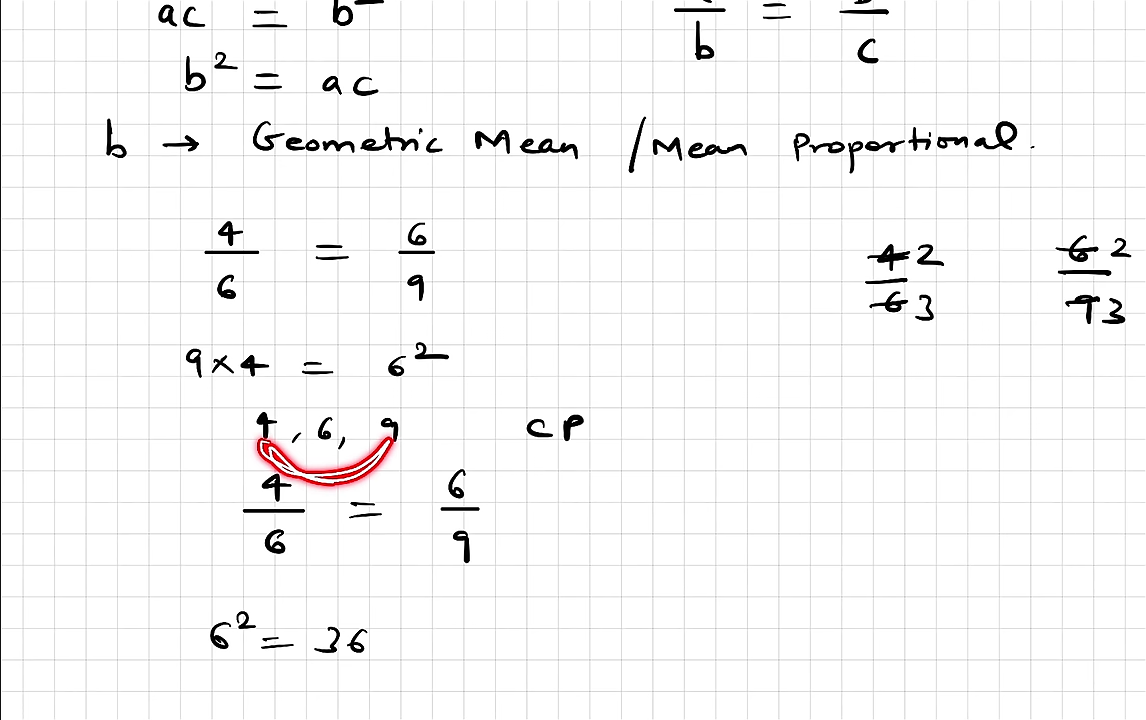 ac = b²
b = c
b² = ac
b → Geometric Mean / Mean Proportional.
4/6 = 6/9
4 2 / 6 3
6 2 / 9 3
9 × 4 = 6²
4, 6, 9 CP
4/6 = 6/9
6² = 36